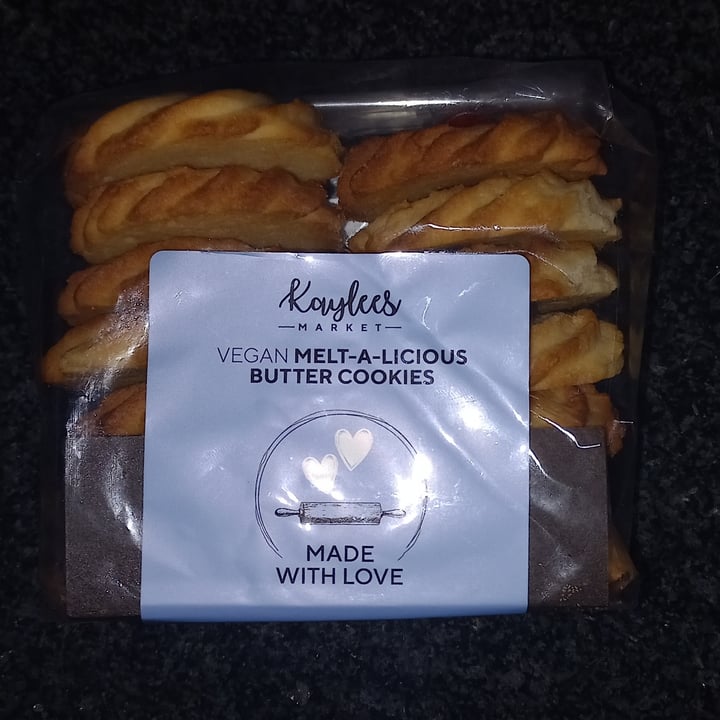 Kaylees
MARKET
VEGAN MELT-A-LICIOUS
BUTTER COOKIES
MADE
WITH LOVE